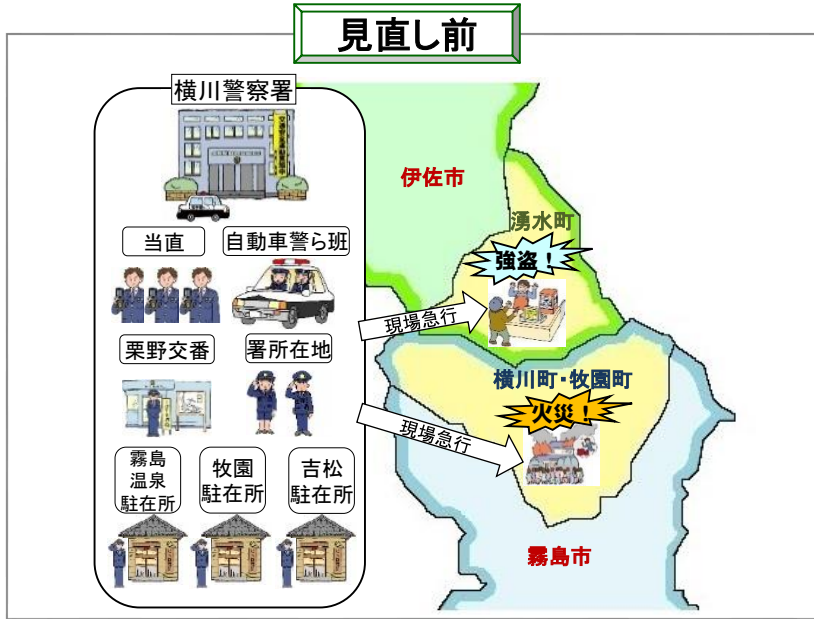 見直し前
横川警察署
当直
自動車警ら班
栗野交番
署所在地
霧島
温泉
駐在所
牧園
駐在所
吉松
駐在所
伊佐市
湧水町
強盗！
現場急行
横川町・牧園町
火災！
現場急行
霧島市